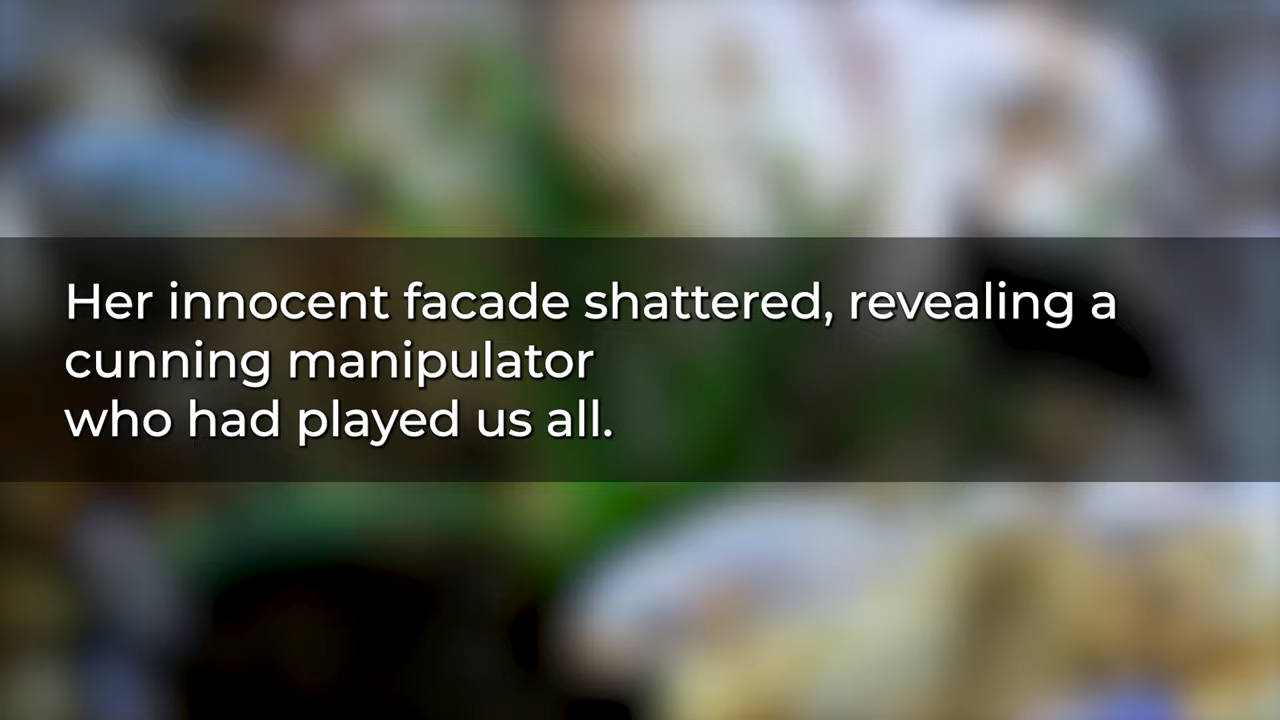 Her innocent facade shattered, revealing a
cunning manipulator
who had played us all.